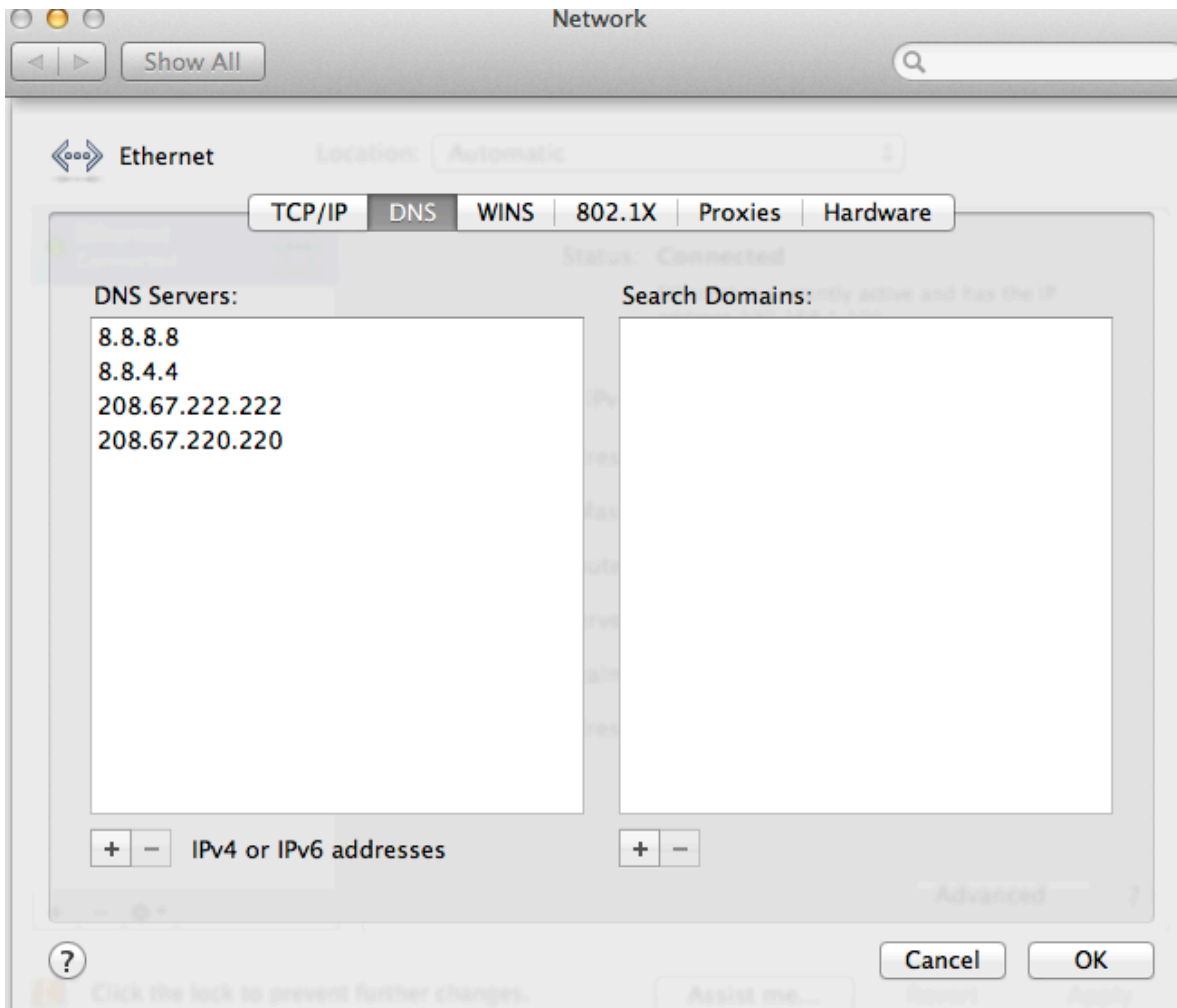 Network
Show All
Ethernet
Location: Automatic
TCP/IP DNS WINS 802.1X Proxies Hardware
Status: Connected
DNS Servers:
Search Domains:
8.8.8.8
8.8.4.4
208.67.222.222
208.67.220.220
+ − IPv4 or IPv6 addresses
+ −
Advanced
?
Cancel OK
Click the lock to prevent further changes.
Assist me... Revert Apply